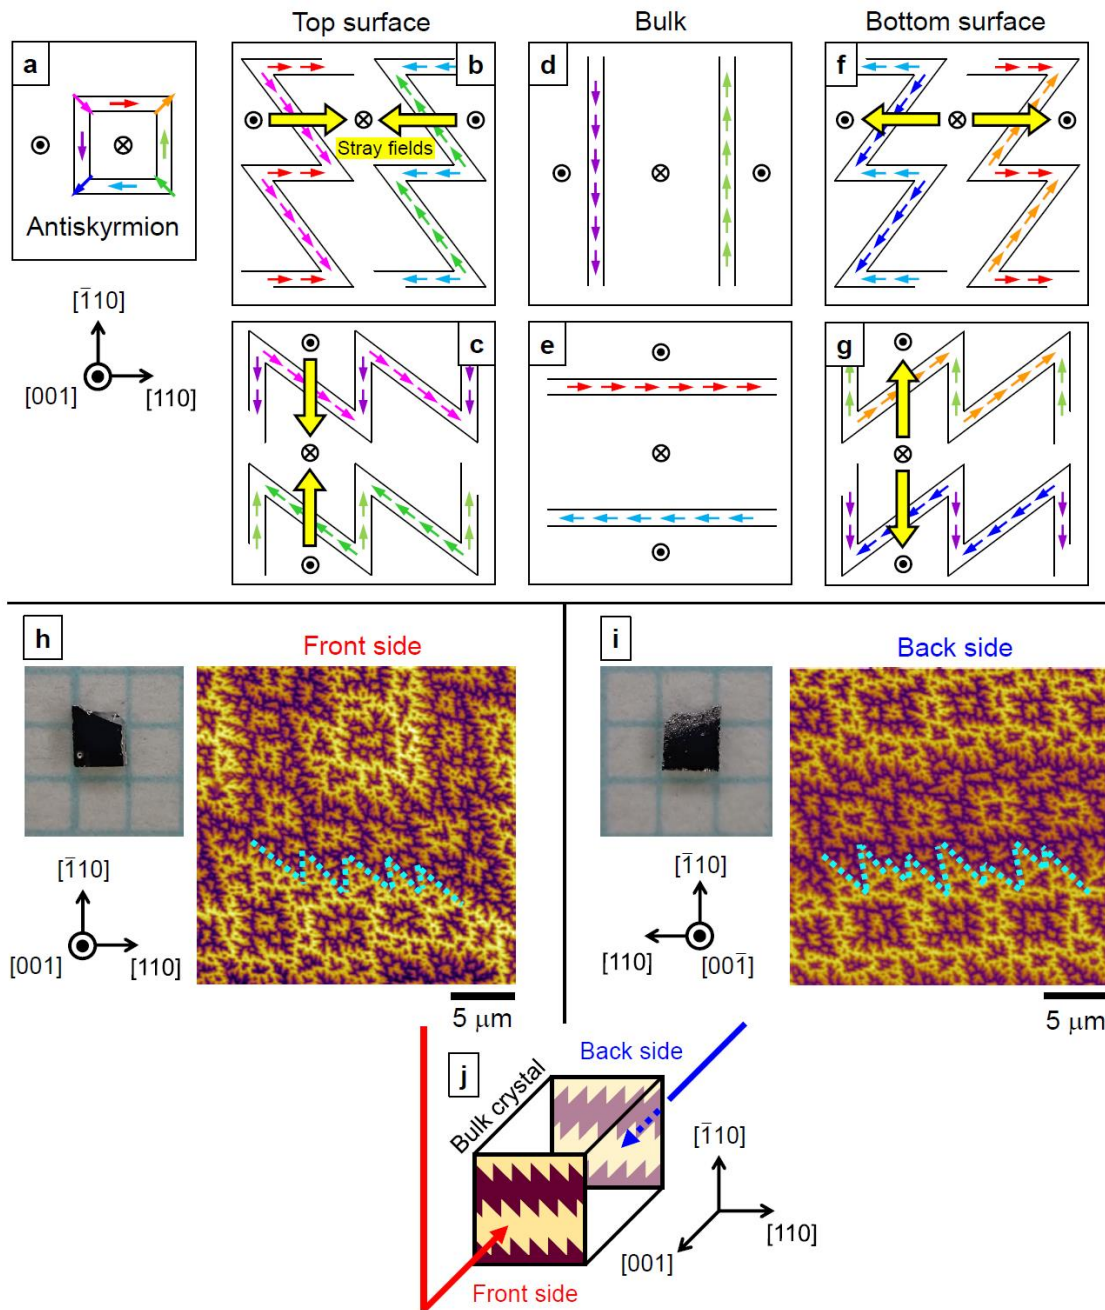 Top surface
Bulk
Bottom surface
a
Antiskyrmion
b
Stray fields
d
f
[1̅10]
[001]
[110]
c
e
g
h
Front side
[1̅10]
[001]
[110]
5 μm
i
Back side
[1̅10]
[110]
[001̅]
5 μm
j
Back side
Bulk crystal
Front side
[1̅10]
[110]
[001]